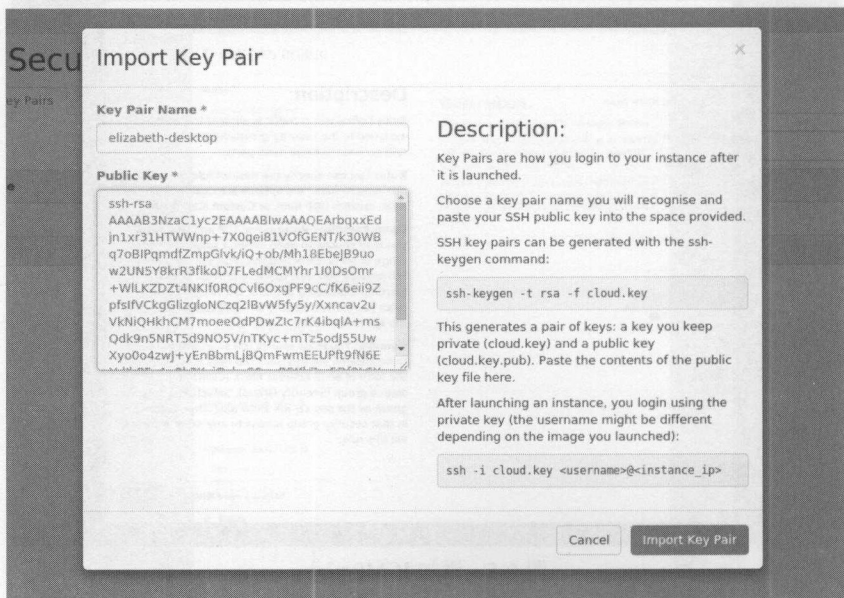 Secu
ey Pairs
Import Key Pair
×
Key Pair Name *
elizabeth-desktop
Public Key *
ssh-rsa
AAAAB3NzaC1yc2EAAAABIwAAAQEArbqxxEd
jn1xr31HTWWnp+7X0qei81VOfGENT/k30WB
q7oBIPqmdfZmpGlvk/iQ+ob/Mh18EbeJB9uo
w2UN5Y8krR3flkoD7FLedMCMYhr1I0DsOmr
+WlLKZDZt4NKIf0RQCvl6OxgPF9cC/fK6eii9Z
pfsIfVCkgGlizgloNCzq2lBvW5fy5y/Xxncav2u
VkNiQHkhCM7moeeOdPDwZIc7rK4ibqlA+ms
Qdk9n5NRT5d9NO5V/nTKyc+mTz5odJ55Uw
Xyo0o4zwJ+yEnBbmLjBQmFwmEEUPft9fN6E
Description:
Key Pairs are how you login to your instance after
it is launched.
Choose a key pair name you will recognise and
paste your SSH public key into the space provided.
SSH key pairs can be generated with the ssh-
keygen command:
ssh-keygen -t rsa -f cloud.key
This generates a pair of keys: a key you keep
private (cloud.key) and a public key
(cloud.key.pub). Paste the contents of the public
key file here.
After launching an instance, you login using the
private key (the username might be different
depending on the image you launched):
ssh -i cloud.key <username>@<instance_ip>
Cancel
Import Key Pair